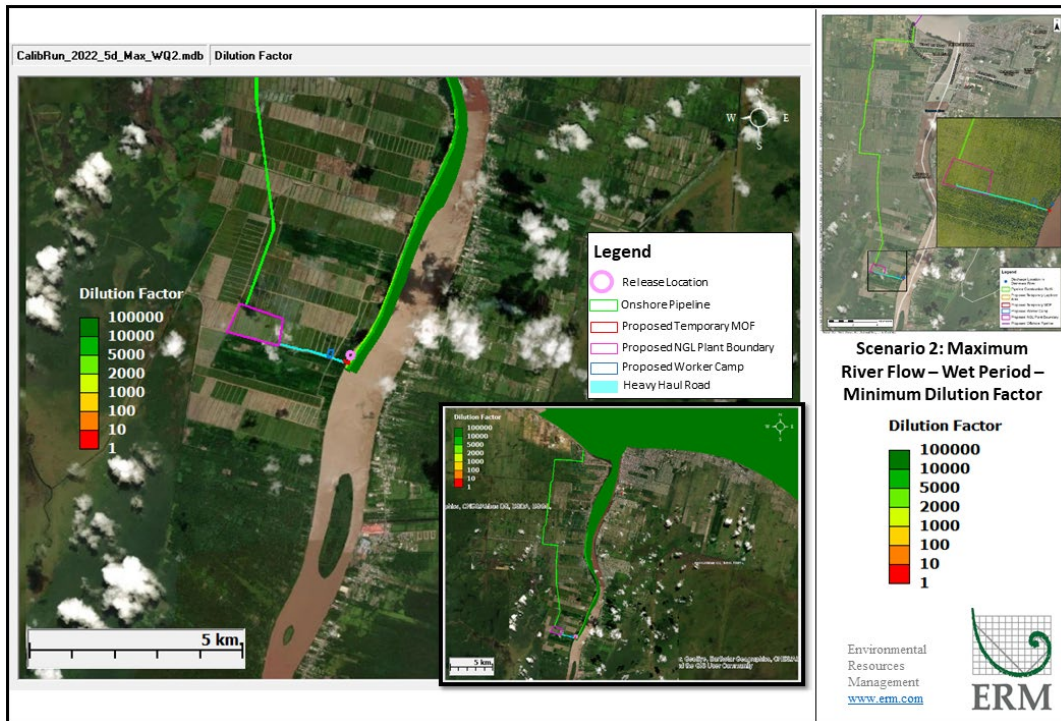 CalibRun_2022_5d_Max_WQ2.mdb Dilution Factor
N
W E
S
Legend
Release Location
Onshore Pipeline
Proposed Temporary MOF
Proposed NGL Plant Boundary
Proposed Worker Camp
Heavy Haul Road
Dilution Factor
100000
10000
5000
2000
1000
100
10
1
5 km
Dilution Factor
100000
10000
5000
2000
1000
100
10
1
5 km
Legend
Scenario 2: Maximum
River Flow – Wet Period –
Minimum Dilution Factor
Dilution Factor
100000
10000
5000
2000
1000
100
10
1
Environmental
Resources
Management
www.erm.com
ERM